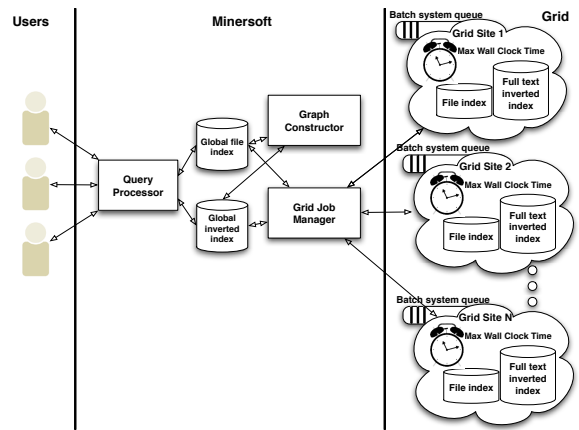 Users
Minersoft
Grid
Query
Processor
Global file
index
Global
inverted
index
Graph
Constructor
Grid Job
Manager
Batch system queue
Grid Site 1
Max Wall Clock Time
File index
Full text
inverted
index
Batch system queue
Grid Site 2
Max Wall Clock Time
File index
Full text
inverted
index
Batch system queue
Grid Site N
Max Wall Clock Time
File index
Full text
inverted
index